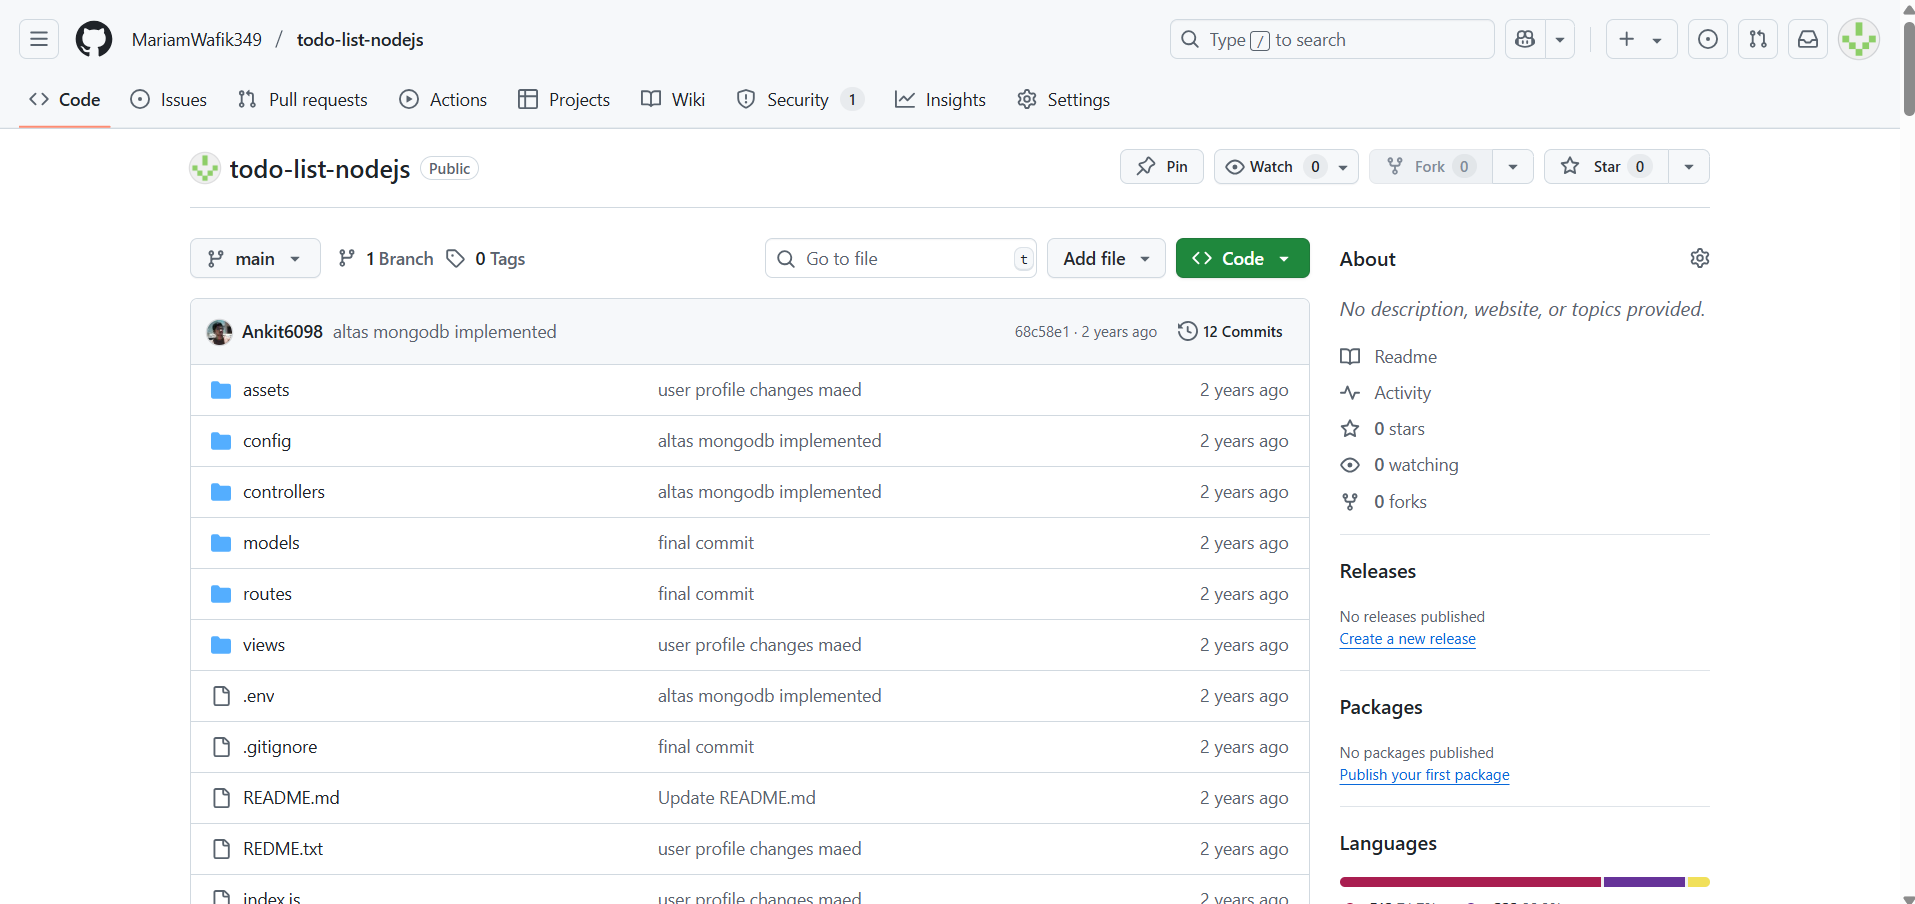 MariamWafik349 / todo-list-nodejs
Type / to search
Code Issues Pull requests Actions Projects Wiki Security 1 Insights Settings
todo-list-nodejs Public
Pin Watch 0 Fork 0 Star 0
main 1 Branch 0 Tags Go to file t Add file Code
Ankit6098 altas mongodb implemented 68c58e1 · 2 years ago 12 Commits
assets user profile changes maed 2 years ago
config altas mongodb implemented 2 years ago
controllers altas mongodb implemented 2 years ago
models final commit 2 years ago
routes final commit 2 years ago
views user profile changes maed 2 years ago
.env altas mongodb implemented 2 years ago
.gitignore final commit 2 years ago
README.md Update README.md 2 years ago
REDME.txt user profile changes maed 2 years ago
index.js user profile changes maed 2 years ago
About
No description, website, or topics provided.
Readme
Activity
0 stars
0 watching
0 forks
Releases
No releases published
Create a new release
Packages
No packages published
Publish your first package
Languages